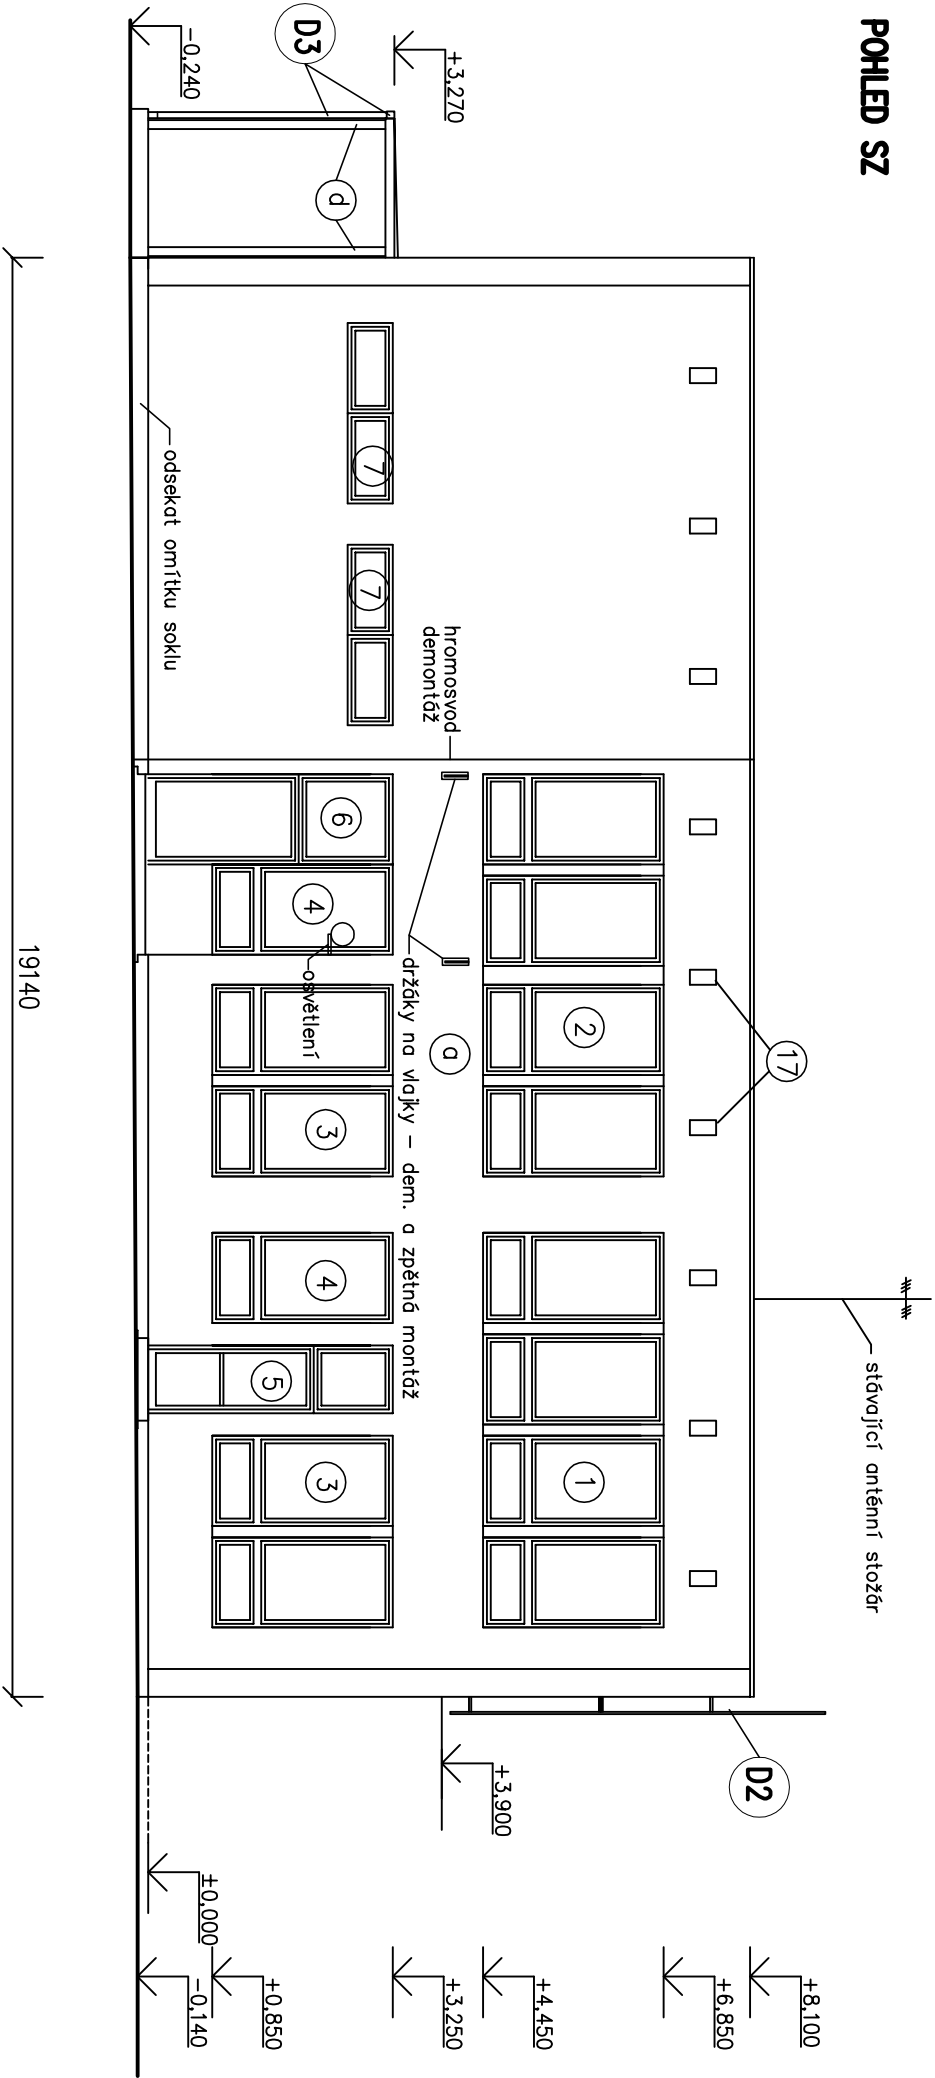 POHLED SZ
stávající anténní stožár
D2
17
+8,100
+6,850
+4,450
+3,250
+0,850
-0,140
+3,900
±0,000
+3,270
D3
-0,240
d
2
1
hromosvod
demontáž
a
držáky na vlajky – dem. a zpětná montáž
7
7
6
4
osvětlení
3
4
5
3
odsekat omítku soklu
19140